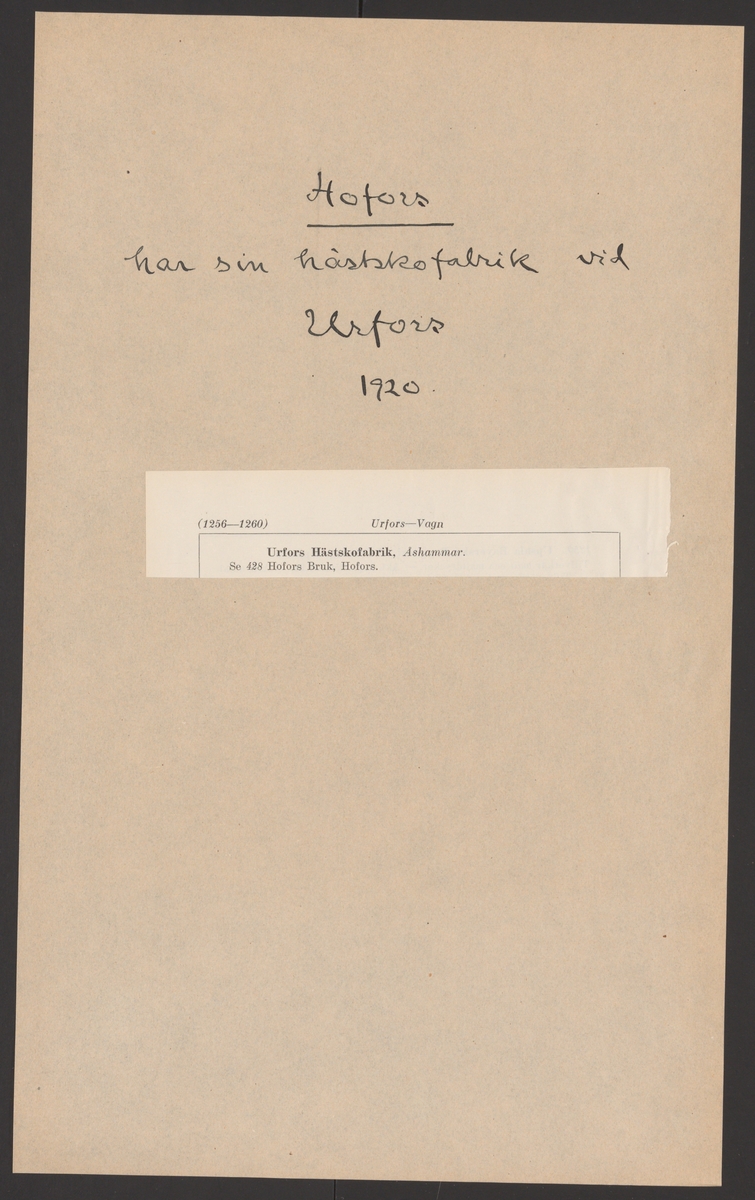 Hofors
har sin hästskofabrik vid
Urfors
1920.
(1256—1260) Urfors—Vagn
Urfors Hästskofabrik, Ashammar.
Se 428 Hofors Bruk, Hofors.